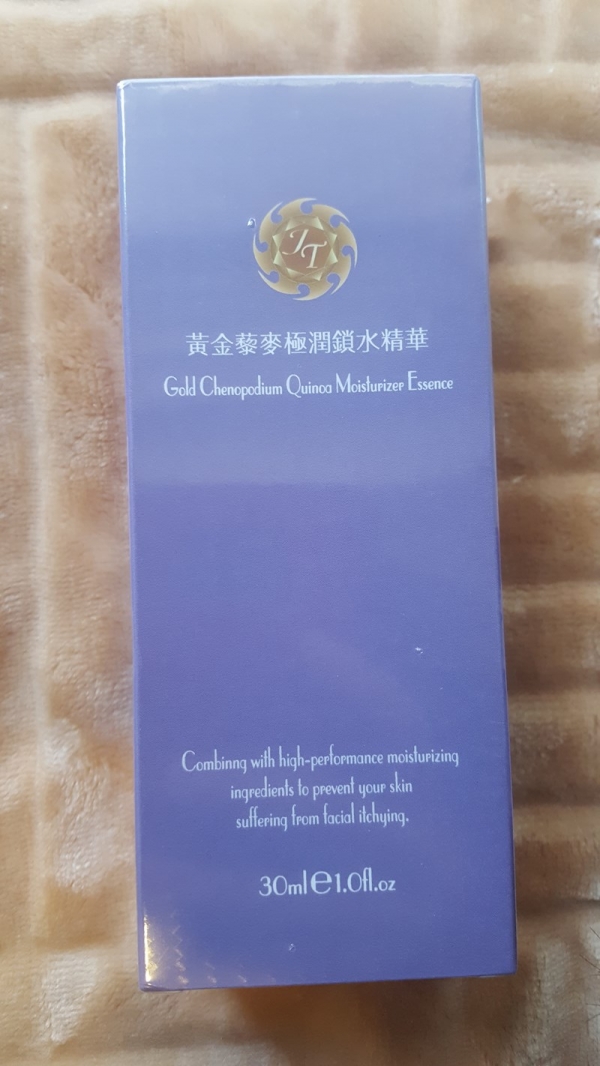 JT
黃金藜麥極潤鎖水精華
Gold Chenopodium Quinoa Moisturizer Essence
Combinng with high-performance moisturizing
ingredients to prevent your skin
suffering from facial itchying.
30ml℮1.0fl.oz